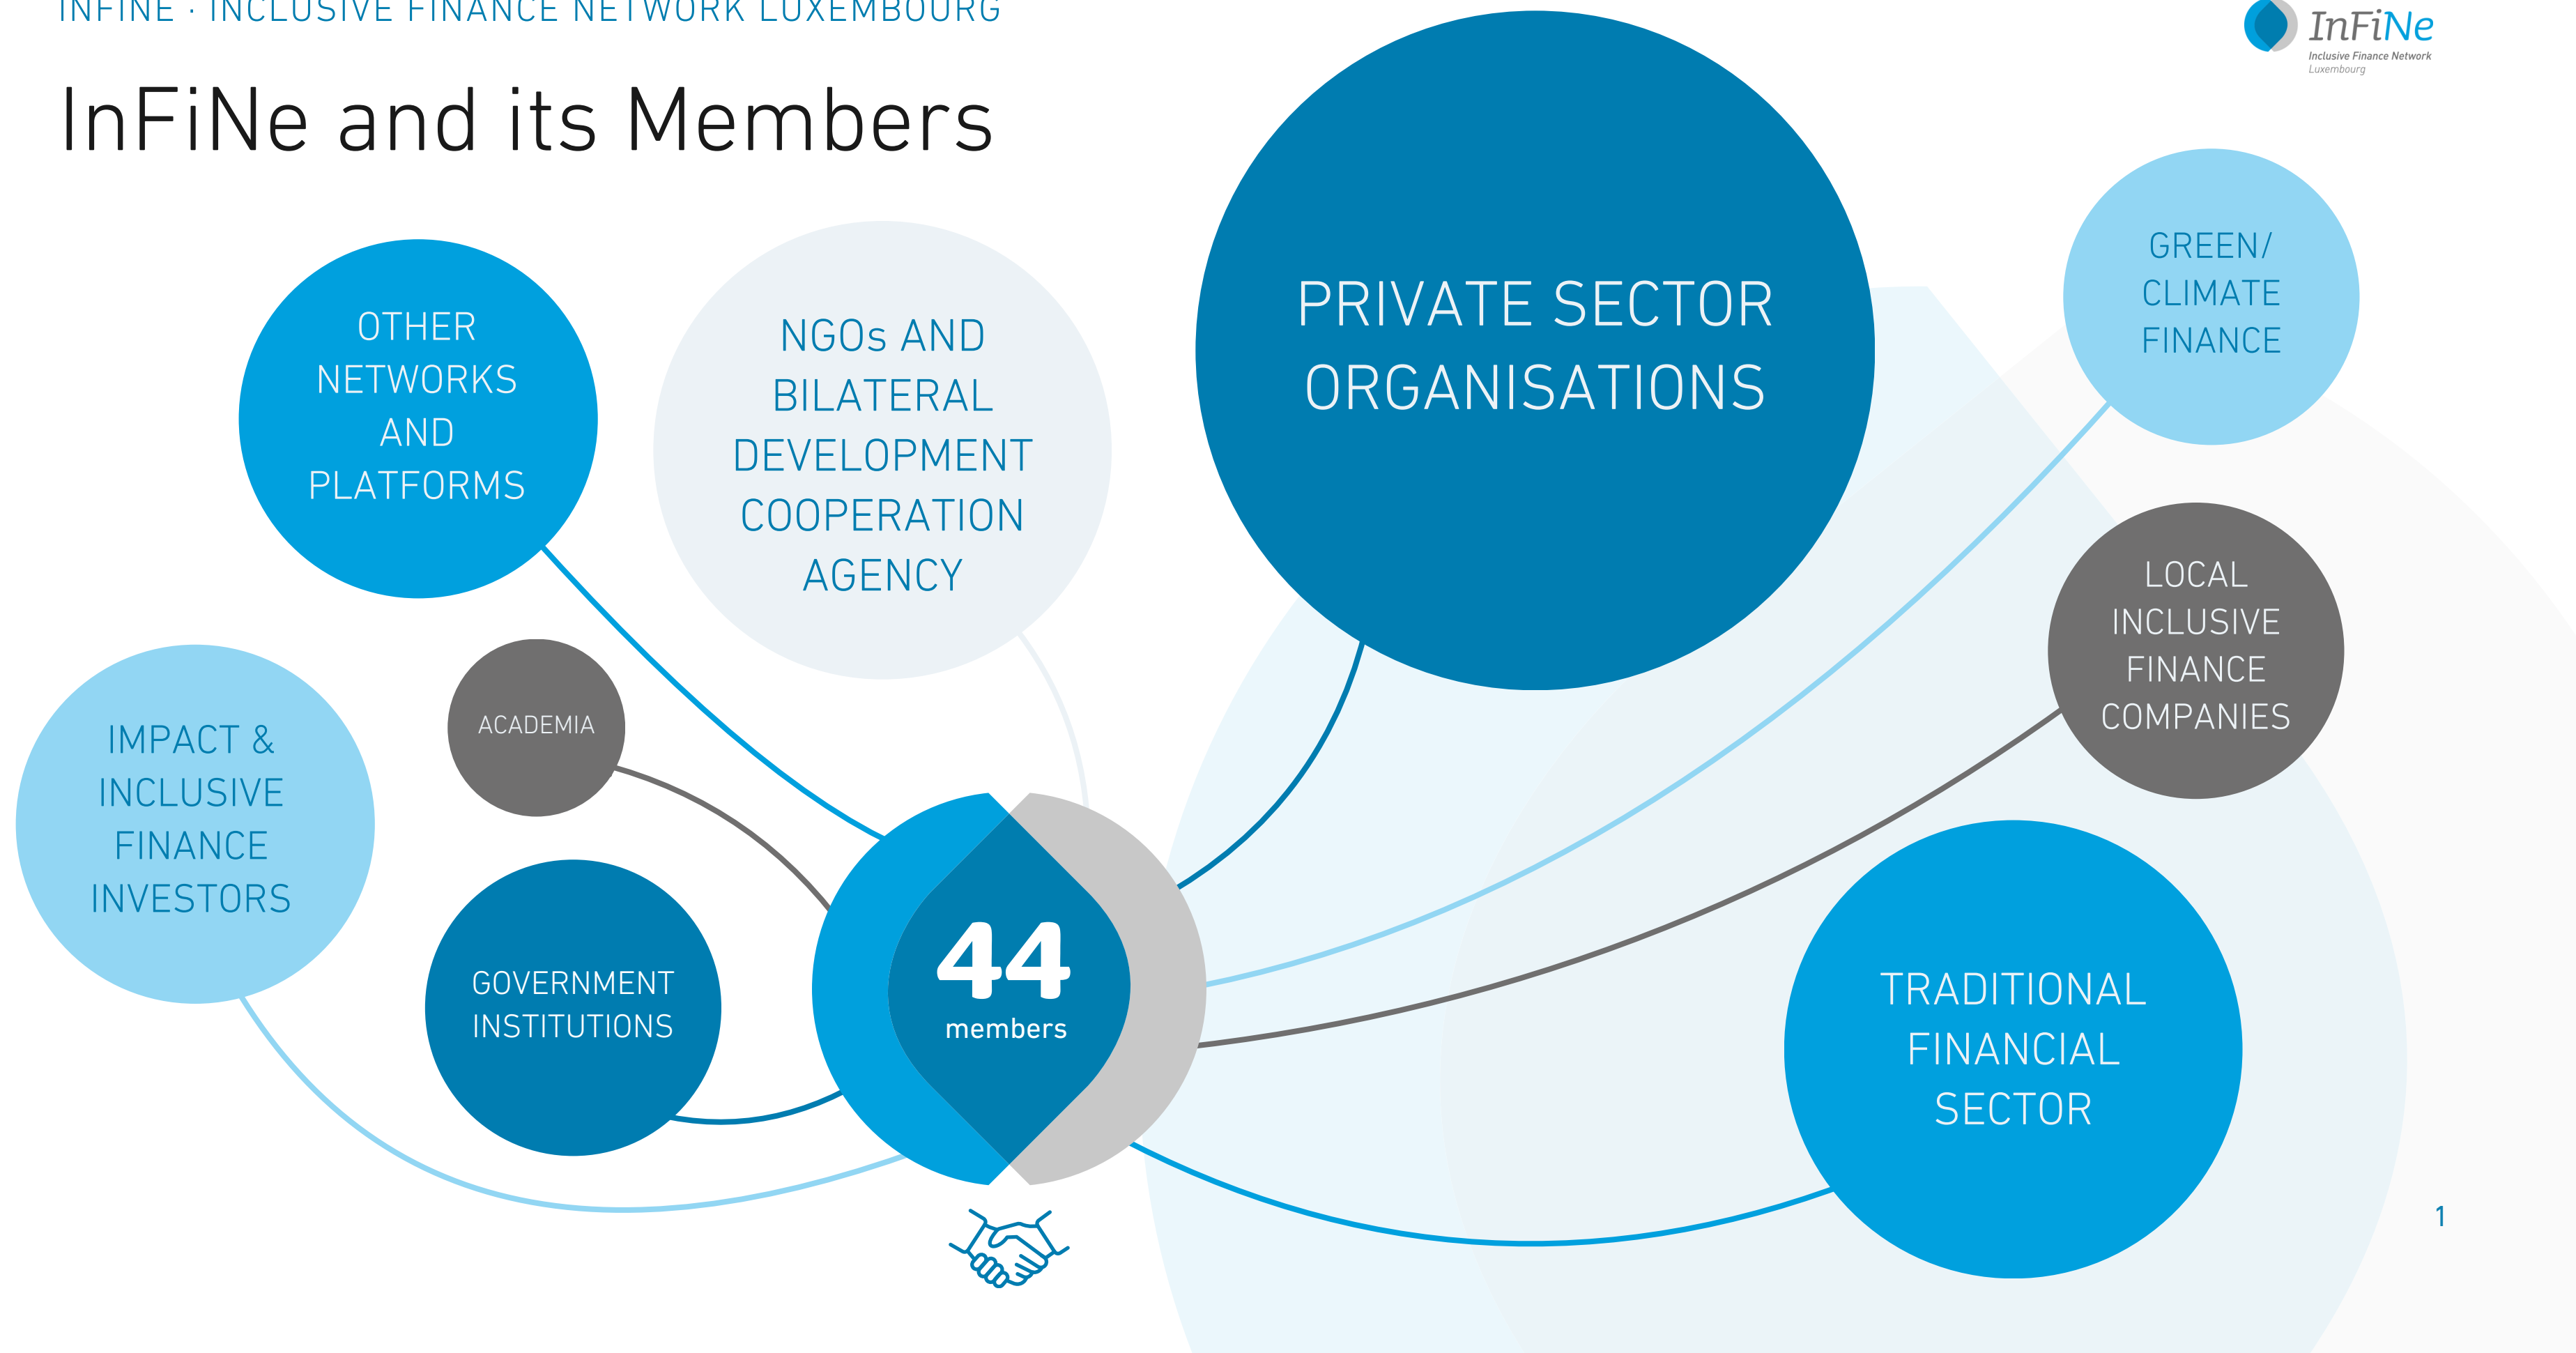 INFINE · INCLUSIVE FINANCE NETWORK LUXEMBOURG
InFiNe
Inclusive Finance Network
Luxembourg
InFiNe and its Members
OTHER
NETWORKS
AND
PLATFORMS
NGOs AND
BILATERAL
DEVELOPMENT
COOPERATION
AGENCY
PRIVATE SECTOR
ORGANISATIONS
GREEN/
CLIMATE
FINANCE
LOCAL
INCLUSIVE
FINANCE
COMPANIES
IMPACT &
INCLUSIVE
FINANCE
INVESTORS
ACADEMIA
GOVERNMENT
INSTITUTIONS
44
members
TRADITIONAL
FINANCIAL
SECTOR
1